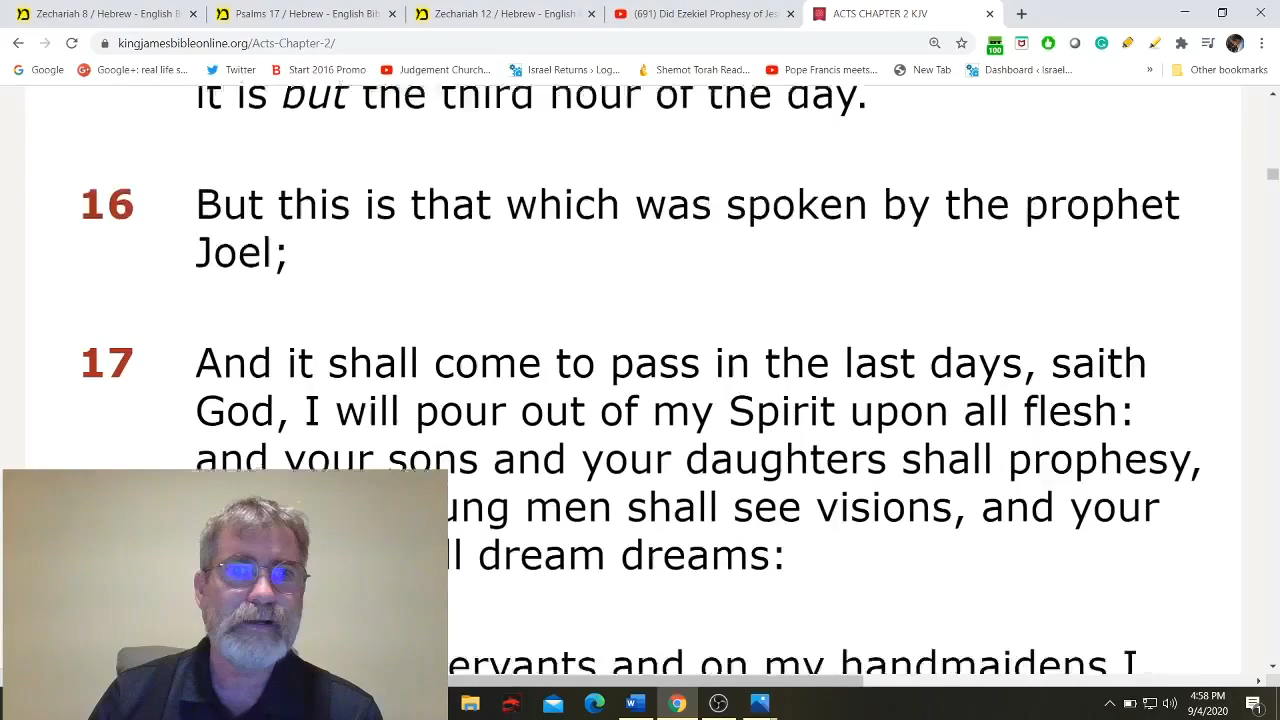 Zechariah 8 / Hebrew - English B
Psalms 17 / Hebrew - English Bib
Zechariah 12 / Hebrew - English
(691) Did Ezekiel Prophesy of Jes
ACTS CHAPTER 2 KJV
kingjamesbibleonline.org/Acts-Chapter-2/
100
Google
Google+: real life s...
Twitter
Start 2016 Promo
Judgement Church...
Israel Returns › Log...
Shemot Torah Readi...
Pope Francis meets...
New Tab
Dashboard ‹ Israel...
»
Other bookmarks
it is but the third hour of the day.
16 But this is that which was spoken by the prophet
Joel;
17 And it shall come to pass in the last days, saith
God, I will pour out of my Spirit upon all flesh:
and your sons and your daughters shall prophesy,
ung men shall see visions, and your
ll dream dreams:
ervants and on my handmaidens I
4:58 PM
9/4/2020